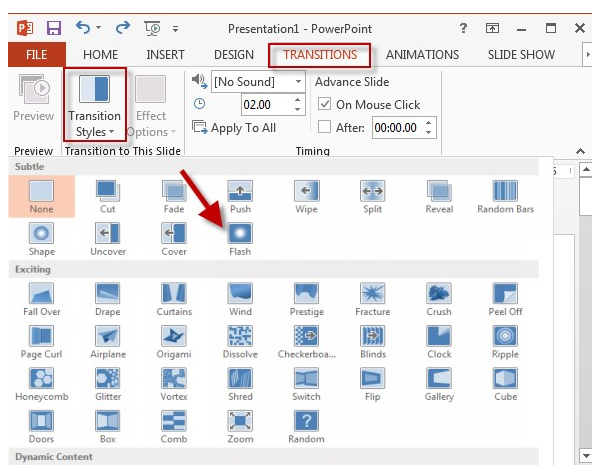 Presentation1 - PowerPoint ?
FILE HOME INSERT DESIGN TRANSITIONS ANIMATIONS SLIDE SHOW
[No Sound] Advance Slide
02.00 On Mouse Click
Preview Transition Effect
Styles Options Apply To All After: 00:00.00
Preview Transition to This Slide Timing
Subtle
None Cut Fade Push Wipe Split Reveal Random Bars
Shape Uncover Cover Flash
Exciting
Fall Over Drape Curtains Wind Prestige Fracture Crush Peel Off
Page Curl Airplane Origami Dissolve Checkerboa... Blinds Clock Ripple
Honeycomb Glitter Vortex Shred Switch Flip Gallery Cube
Doors Box Comb Zoom Random
Dynamic Content